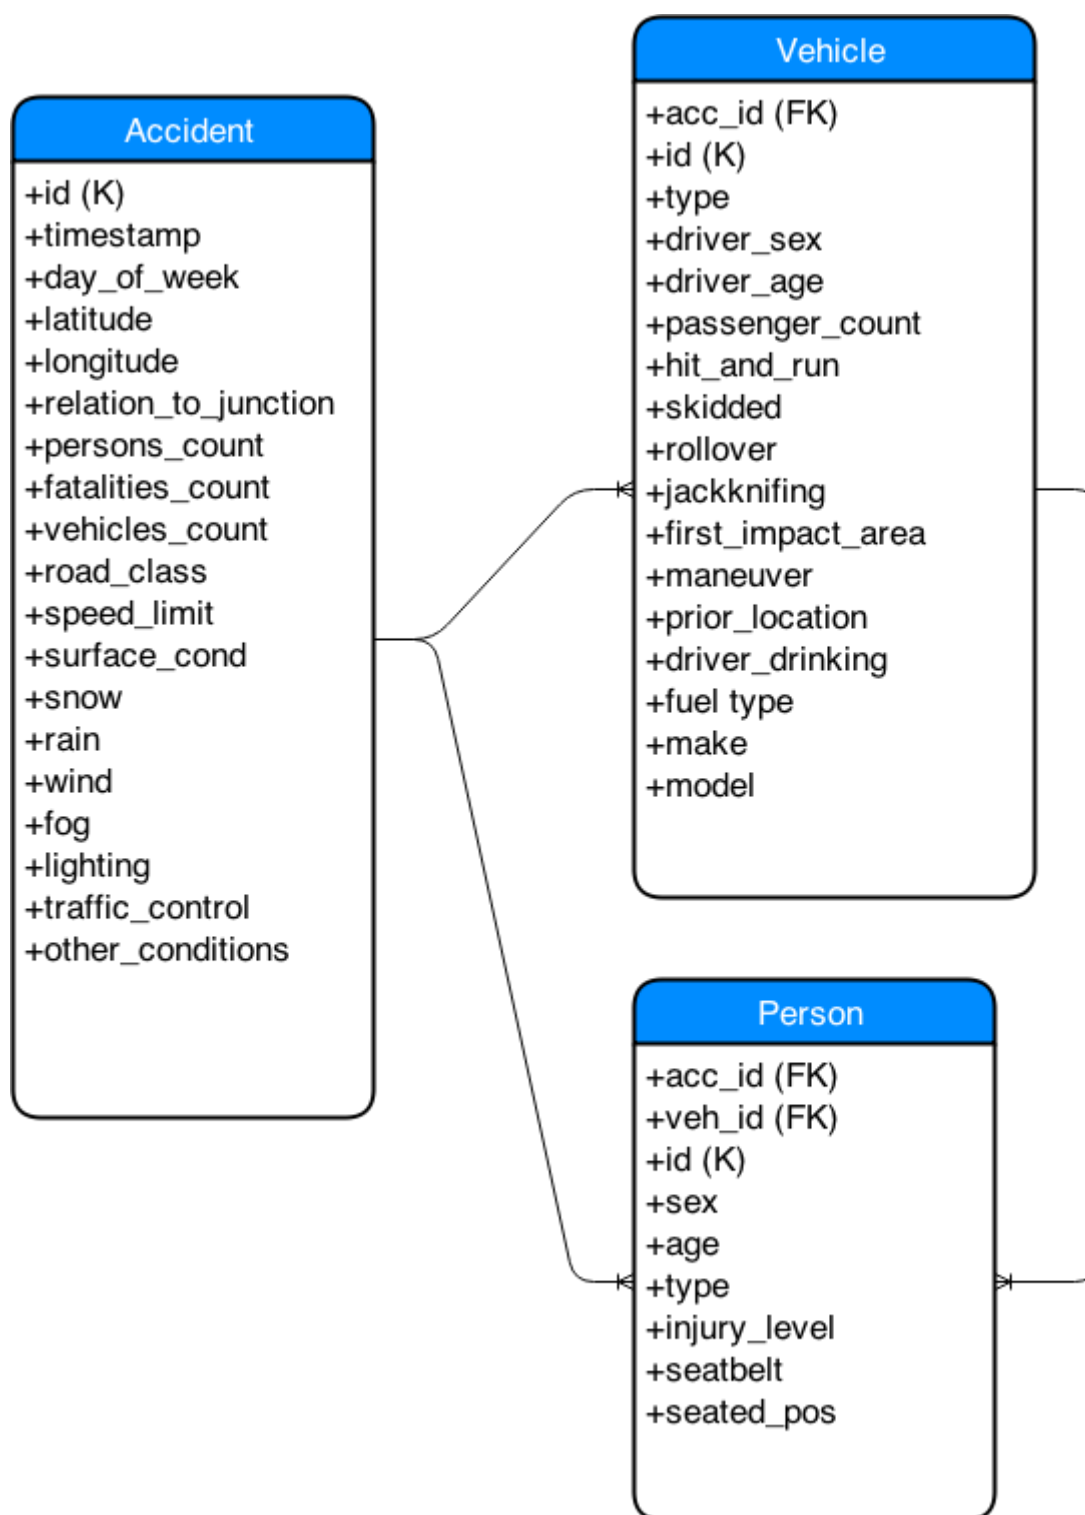 Accident
+id (K)
+timestamp
+day_of_week
+latitude
+longitude
+relation_to_junction
+persons_count
+fatalities_count
+vehicles_count
+road_class
+speed_limit
+surface_cond
+snow
+rain
+wind
+fog
+lighting
+traffic_control
+other_conditions
Vehicle
+acc_id (FK)
+id (K)
+type
+driver_sex
+driver_age
+passenger_count
+hit_and_run
+skidded
+rollover
+jackknifing
+first_impact_area
+maneuver
+prior_location
+driver_drinking
+fuel type
+make
+model
Person
+acc_id (FK)
+veh_id (FK)
+id (K)
+sex
+age
+type
+injury_level
+seatbelt
+seated_pos